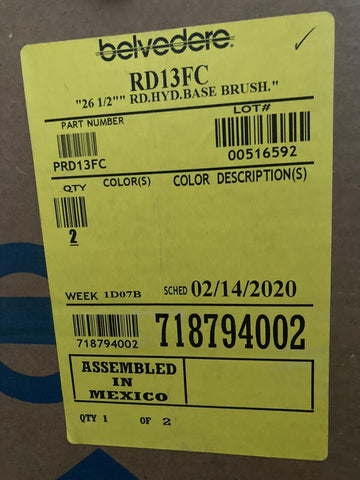 belvedere.
RD13FC
"26 1/2"" RD.HYD.BASE BRUSH."
PART NUMBER
LOT#
PRD13FC
00516592
QTY COLOR(S) COLOR DESCRIPTION(S)
2
WEEK 1D07B SCHED 02/14/2020
718794002 718794002
ASSEMBLED
IN
MEXICO
QTY 1 OF 2